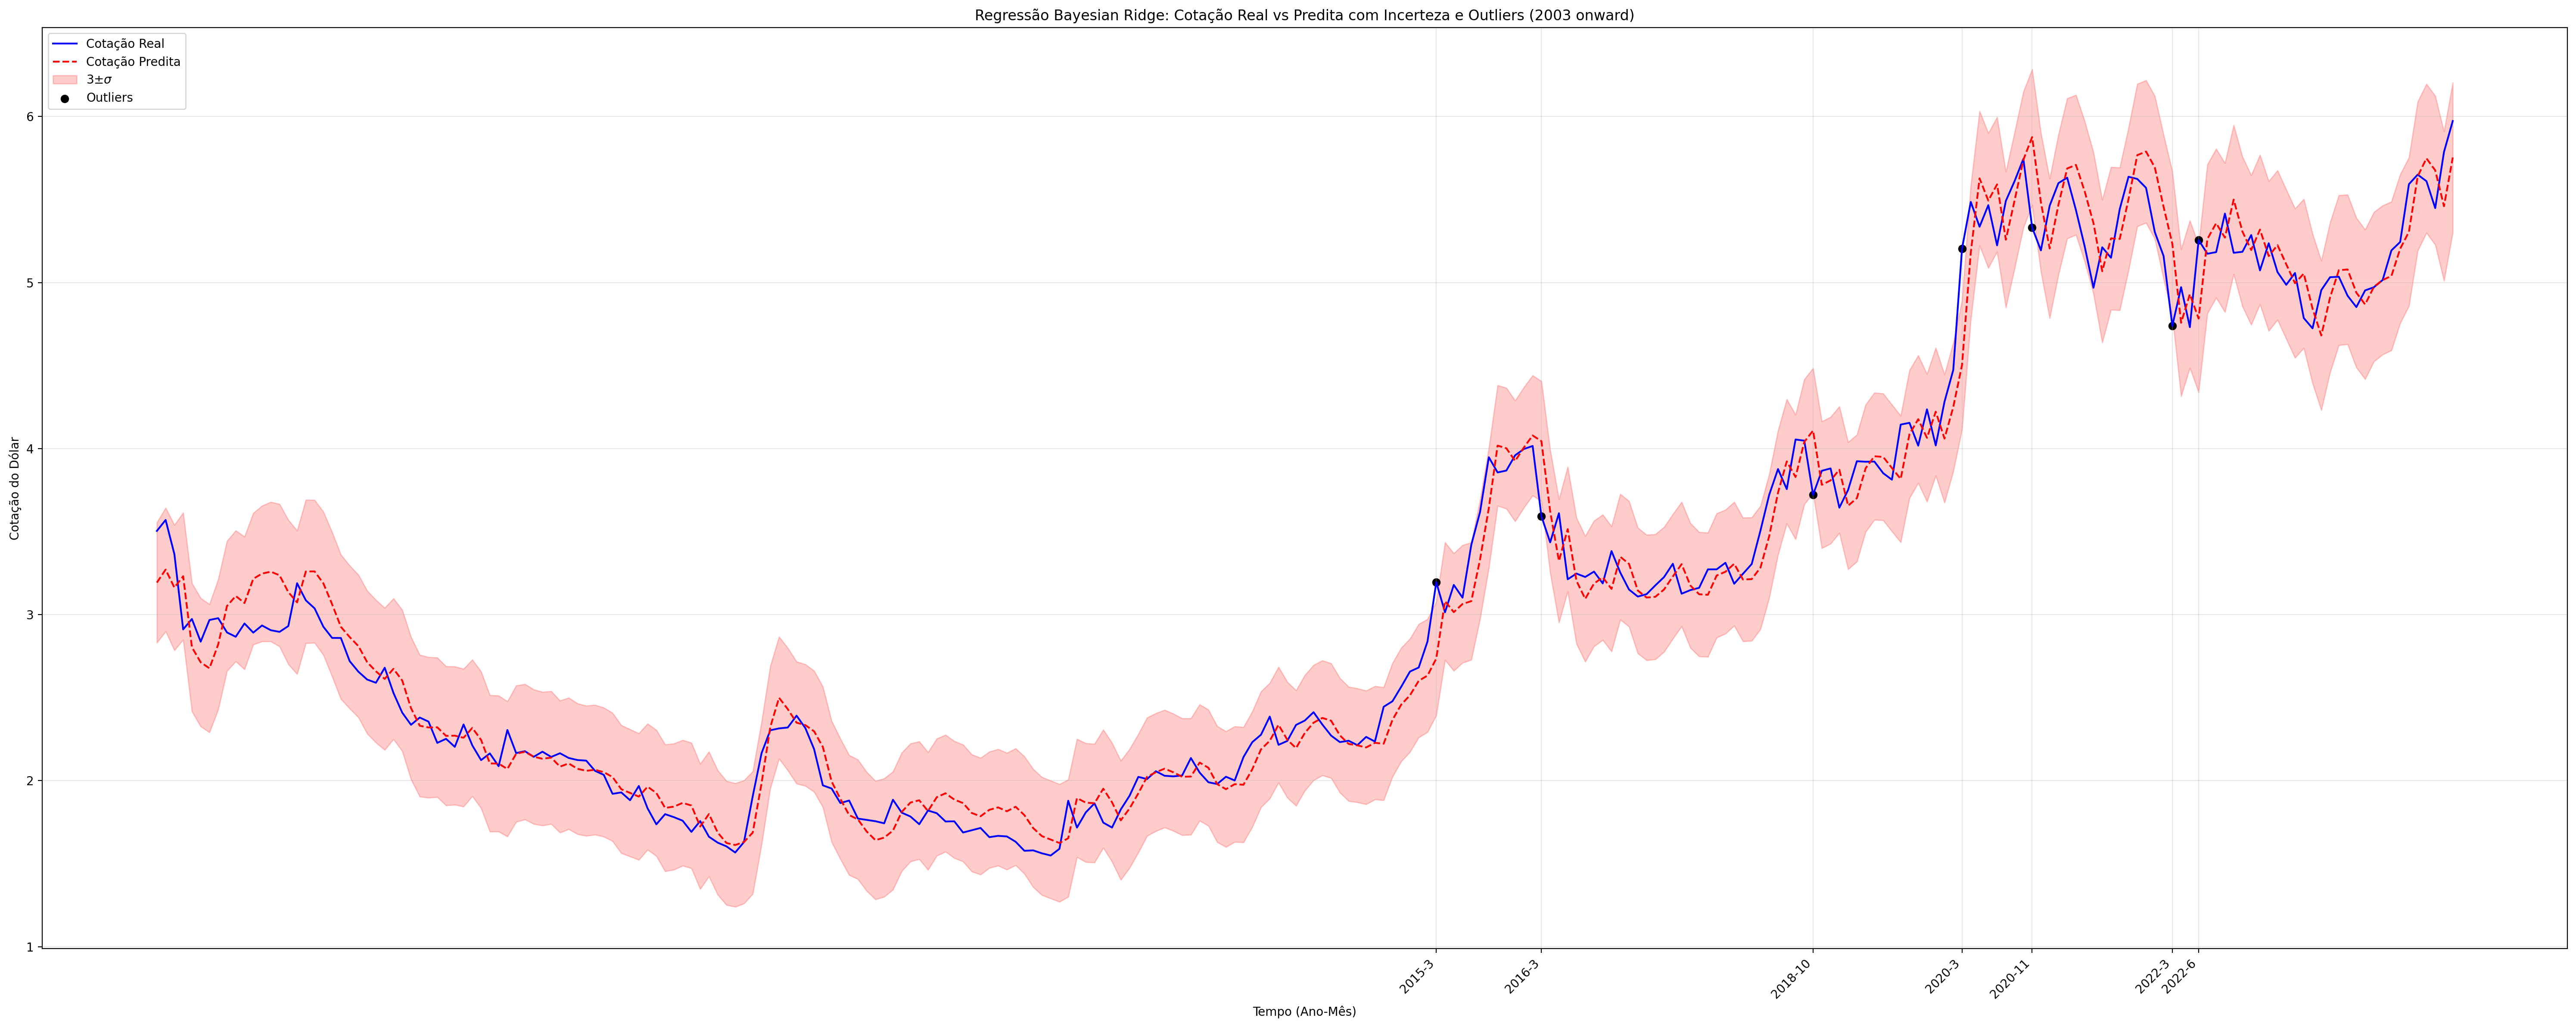 Regressão Bayesian Ridge: Cotação Real vs Predita com Incerteza e Outliers (2003 onward)
Cotação Real
Cotação Predita
3±σ
Outliers
Cotação do Dólar
6
5
4
3
2
1
2015-3
2016-3
2018-10
2020-3
2020-11
2022-3
2022-6
Tempo (Ano-Mês)